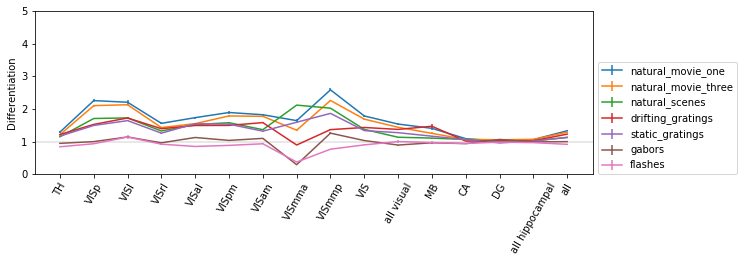 Differentiation
5
4
3
2
1
0
TH
VISp
VISl
VISrl
VISal
VISpm
VISam
VISmma
VISmmp
VIS
all visual
MB
CA
DG
all hippocampal
all
natural_movie_one
natural_movie_three
natural_scenes
drifting_gratings
static_gratings
gabors
flashes